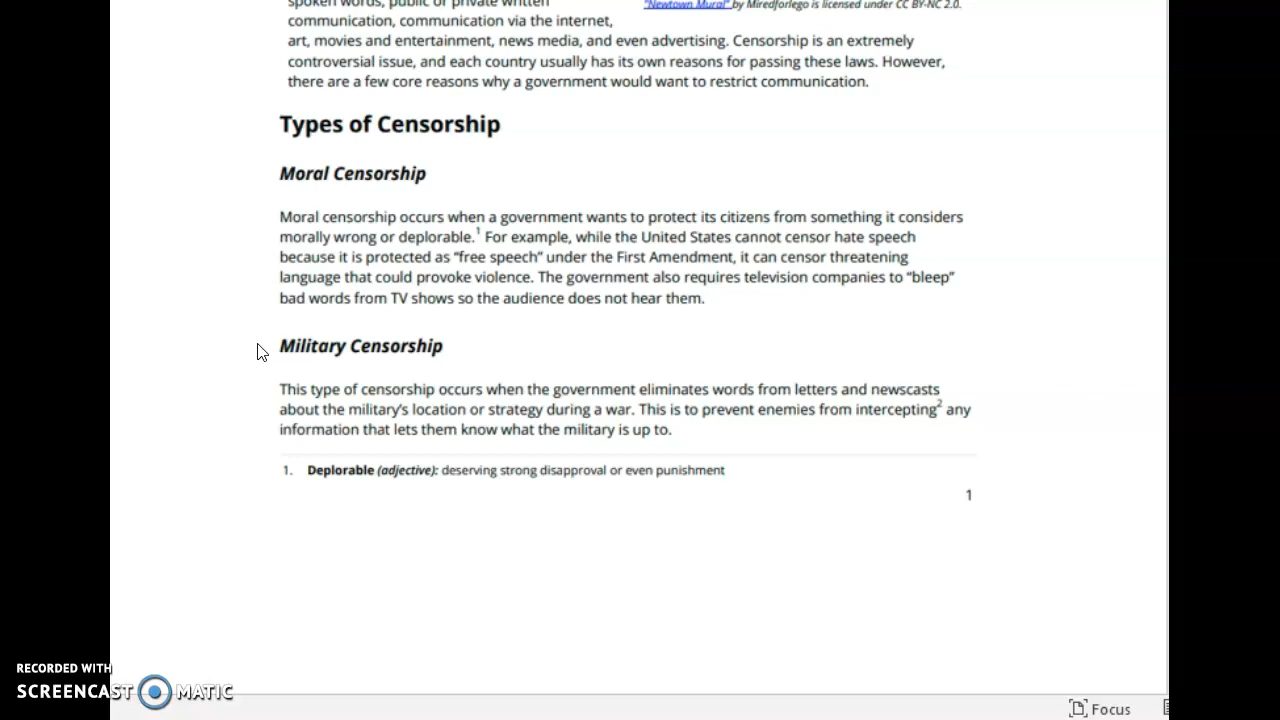 spoken words, public or private written
"Newtown Mural" by Miredforlego is licensed under CC BY-NC 2.0.
communication, communication via the internet,
art, movies and entertainment, news media, and even advertising. Censorship is an extremely
controversial issue, and each country usually has its own reasons for passing these laws. However,
there are a few core reasons why a government would want to restrict communication.
Types of Censorship
Moral Censorship
Moral censorship occurs when a government wants to protect its citizens from something it considers
morally wrong or deplorable.1 For example, while the United States cannot censor hate speech
because it is protected as “free speech” under the First Amendment, it can censor threatening
language that could provoke violence. The government also requires television companies to “bleep”
bad words from TV shows so the audience does not hear them.
Military Censorship
This type of censorship occurs when the government eliminates words from letters and newscasts
about the military’s location or strategy during a war. This is to prevent enemies from intercepting2 any
information that lets them know what the military is up to.
1. Deplorable (adjective): deserving strong disapproval or even punishment
1
RECORDED WITH
SCREENCAST MATIC
Focus